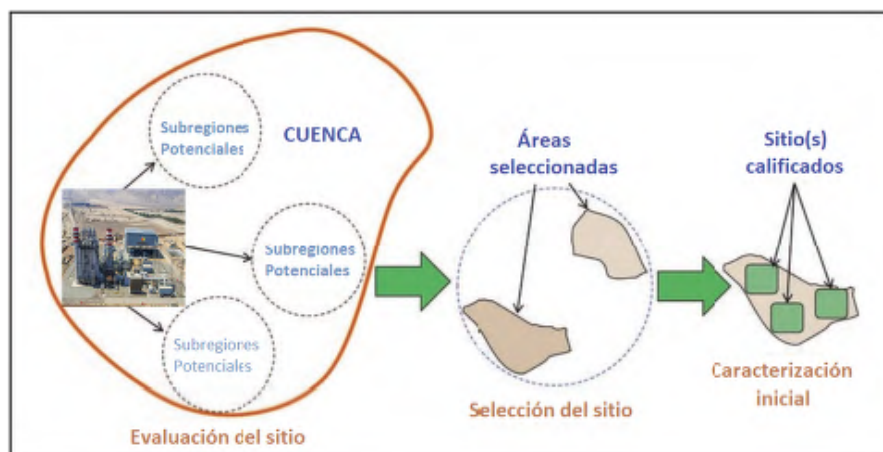 Subregiones
Potenciales
CUENCA
Subregiones
Potenciales
Subregiones
Potenciales
Evaluación del sitio
Áreas
seleccionadas
Selección del sitio
Sitio(s)
calificados
Caracterización
inicial